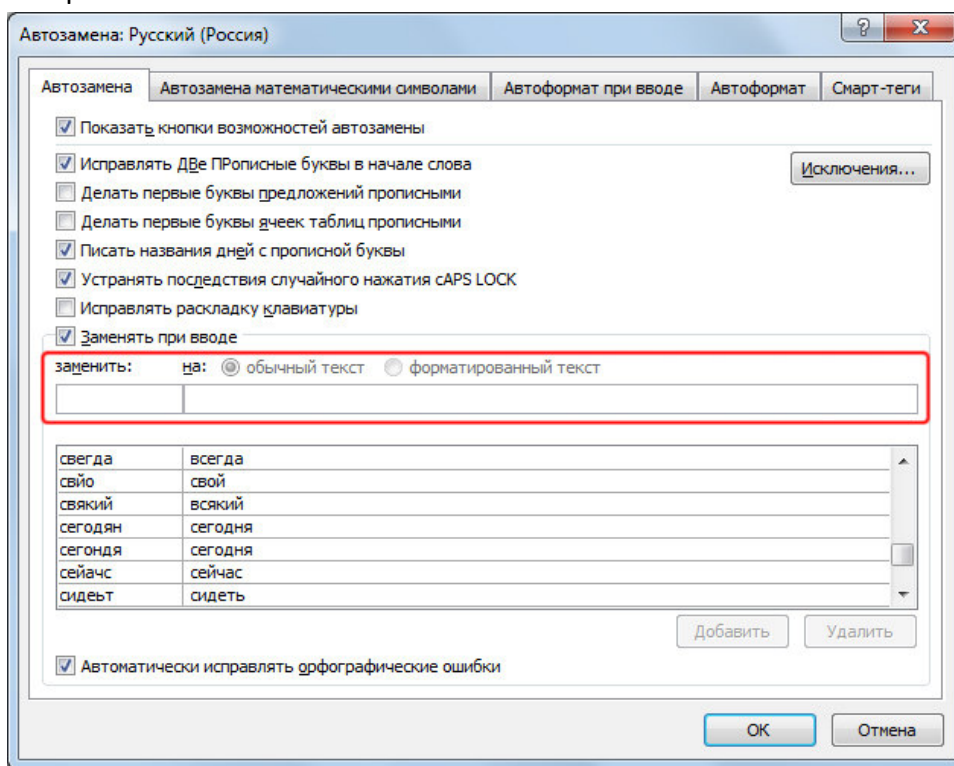 Автозамена: Русский (Россия)
Автозамена Автозамена математическими символами Автоформат при вводе Автоформат Смарт-теги
Показать кнопки возможностей автозамены
Исправлять ДВе ПРописные буквы в начале слова Исключения...
Делать первые буквы предложений прописными
Делать первые буквы ячеек таблиц прописными
Писать названия дней с прописной буквы
Устранять последствия случайного нажатия cAPS LOCK
Исправлять раскладку клавиатуры
Заменять при вводе
заменить: на: обычный текст форматированный текст
свегда всегда
свйо свой
свякий всякий
сегодян сегодня
сегондя сегодня
сейачс сейчас
сидеьт сидеть
Добавить Удалить
Автоматически исправлять орфографические ошибки
ОК Отмена